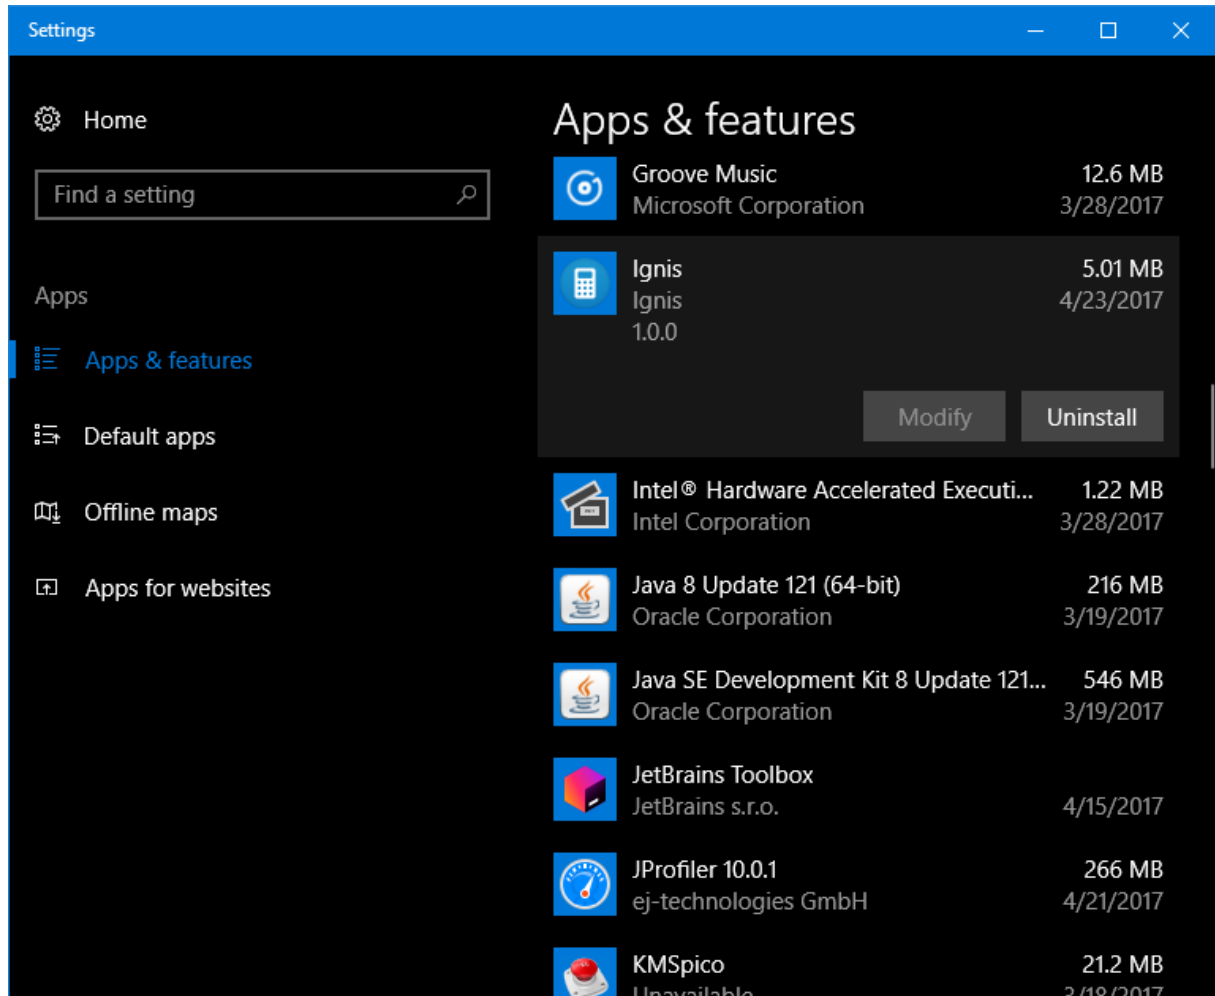 Settings
Home
Find a setting
Apps
Apps & features
Default apps
Offline maps
Apps for websites
Apps & features
Groove Music 12.6 MB
Microsoft Corporation 3/28/2017
Ignis 5.01 MB
Ignis 4/23/2017
1.0.0
Modify Uninstall
Intel® Hardware Accelerated Executi... 1.22 MB
Intel Corporation 3/28/2017
Java 8 Update 121 (64-bit) 216 MB
Oracle Corporation 3/19/2017
Java SE Development Kit 8 Update 121... 546 MB
Oracle Corporation 3/19/2017
JetBrains Toolbox
JetBrains s.r.o. 4/15/2017
JProfiler 10.0.1 266 MB
ej-technologies GmbH 4/21/2017
KMSpico 21.2 MB
Unavailable 3/18/2017